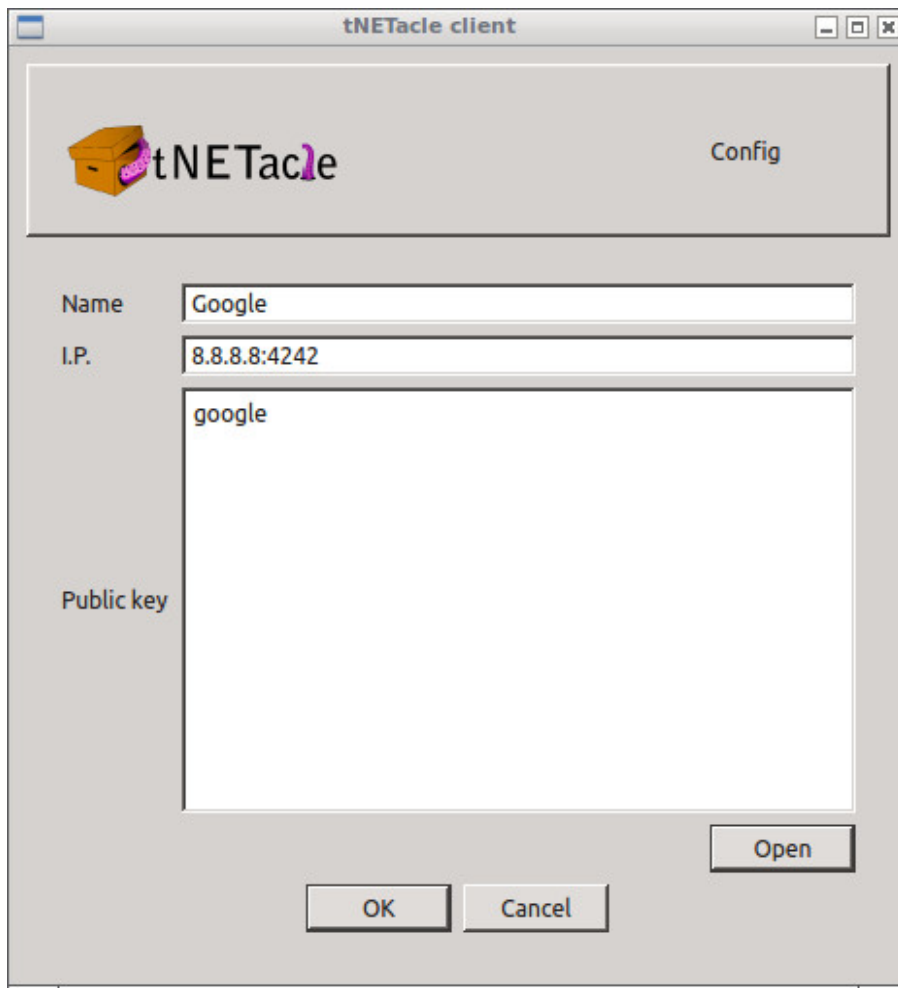 tNETacle client
tNETacle
Config
Name
Google
I.P.
8.8.8.8:4242
google
Public key
Open
OK
Cancel